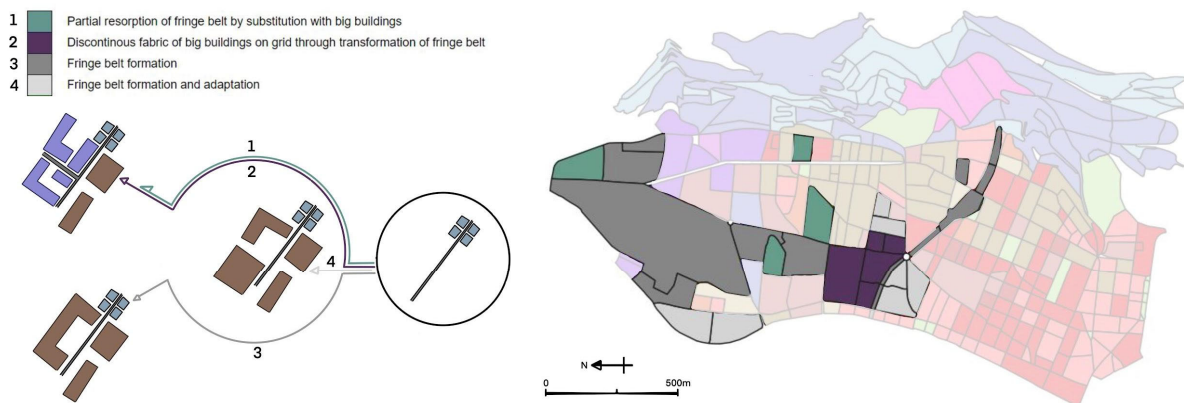 1 Partial resorption of fringe belt by substitution with big buildings
2 Discontinous fabric of big buildings on grid through transformation of fringe belt
3 Fringe belt formation
4 Fringe belt formation and adaptation
1
2
4
3
N
0 500m